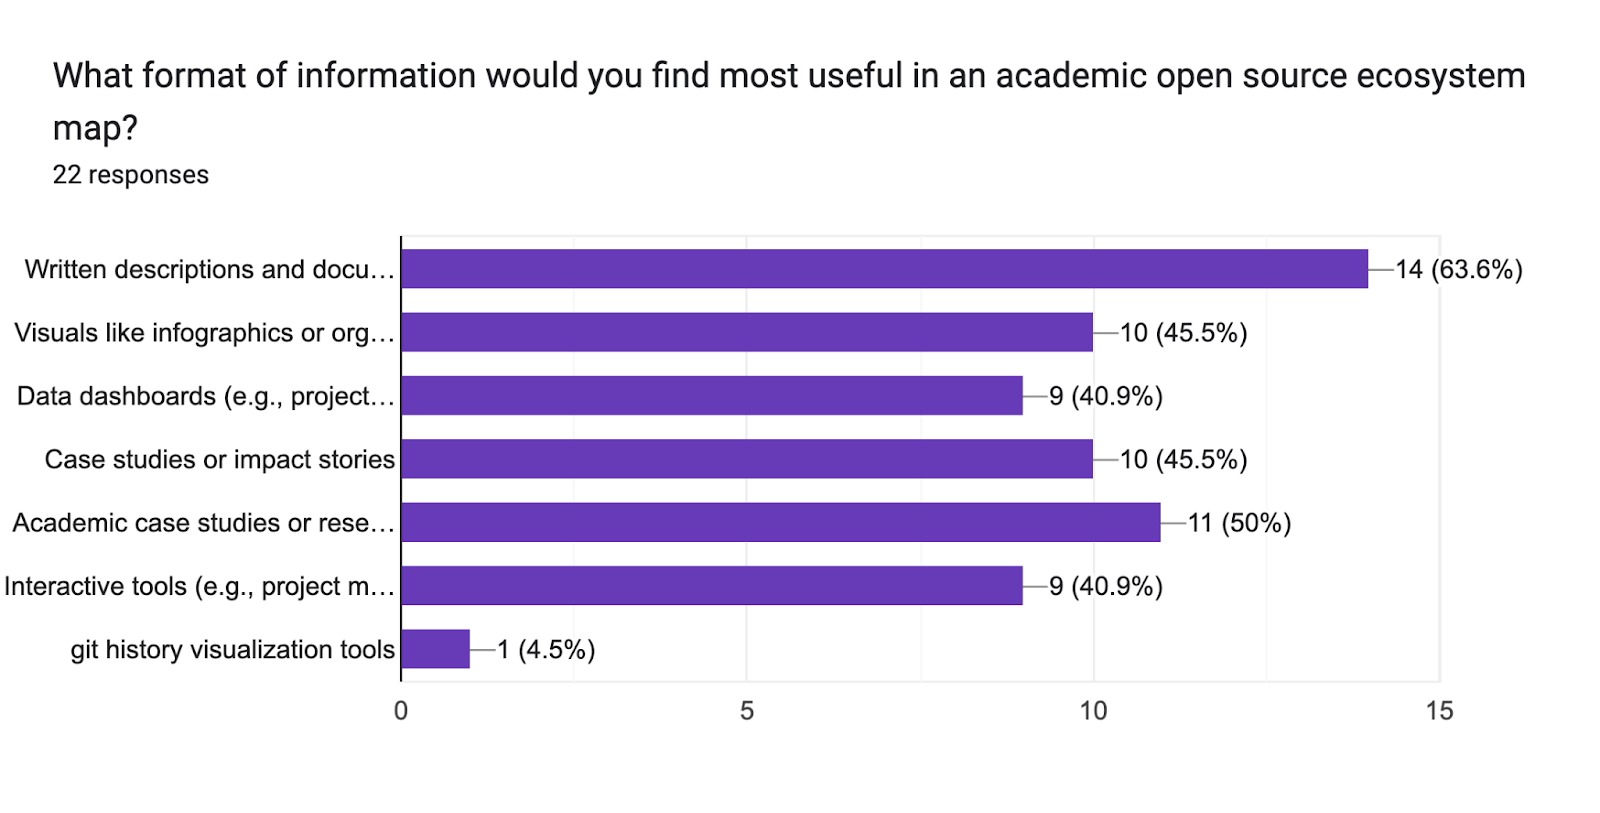 What format of information would you find most useful in an academic open source ecosystem
map?
22 responses
Written descriptions and docu… 14 (63.6%)
Visuals like infographics or org… 10 (45.5%)
Data dashboards (e.g., project… 9 (40.9%)
Case studies or impact stories 10 (45.5%)
Academic case studies or rese… 11 (50%)
Interactive tools (e.g., project m… 9 (40.9%)
git history visualization tools 1 (4.5%)
0 5 10 15